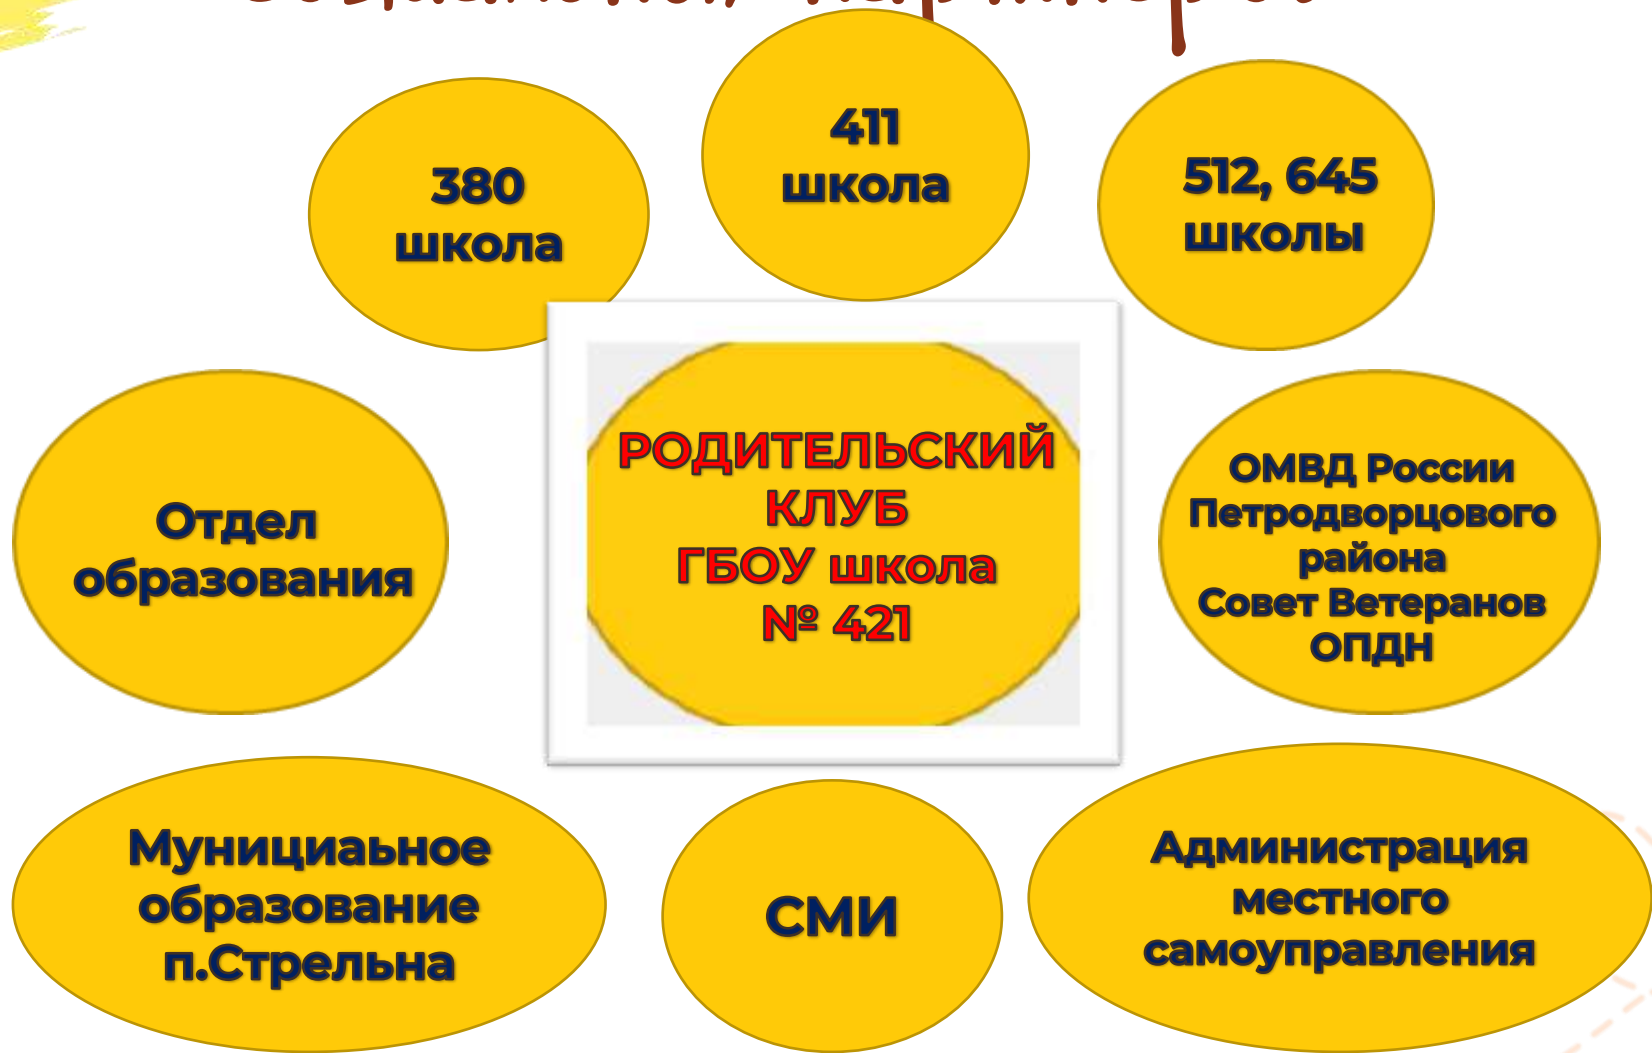 411
школа
380
школа
512, 645
школы
РОДИТЕЛЬСКИЙ
КЛУБ
ГБОУ школа
№ 421
Отдел
образования
ОМВД России
Петродворцового
района
Совет Ветеранов
ОПДН
Мунициаьное
образование
п.Стрельна
СМИ
Администрация
местного
самоуправления